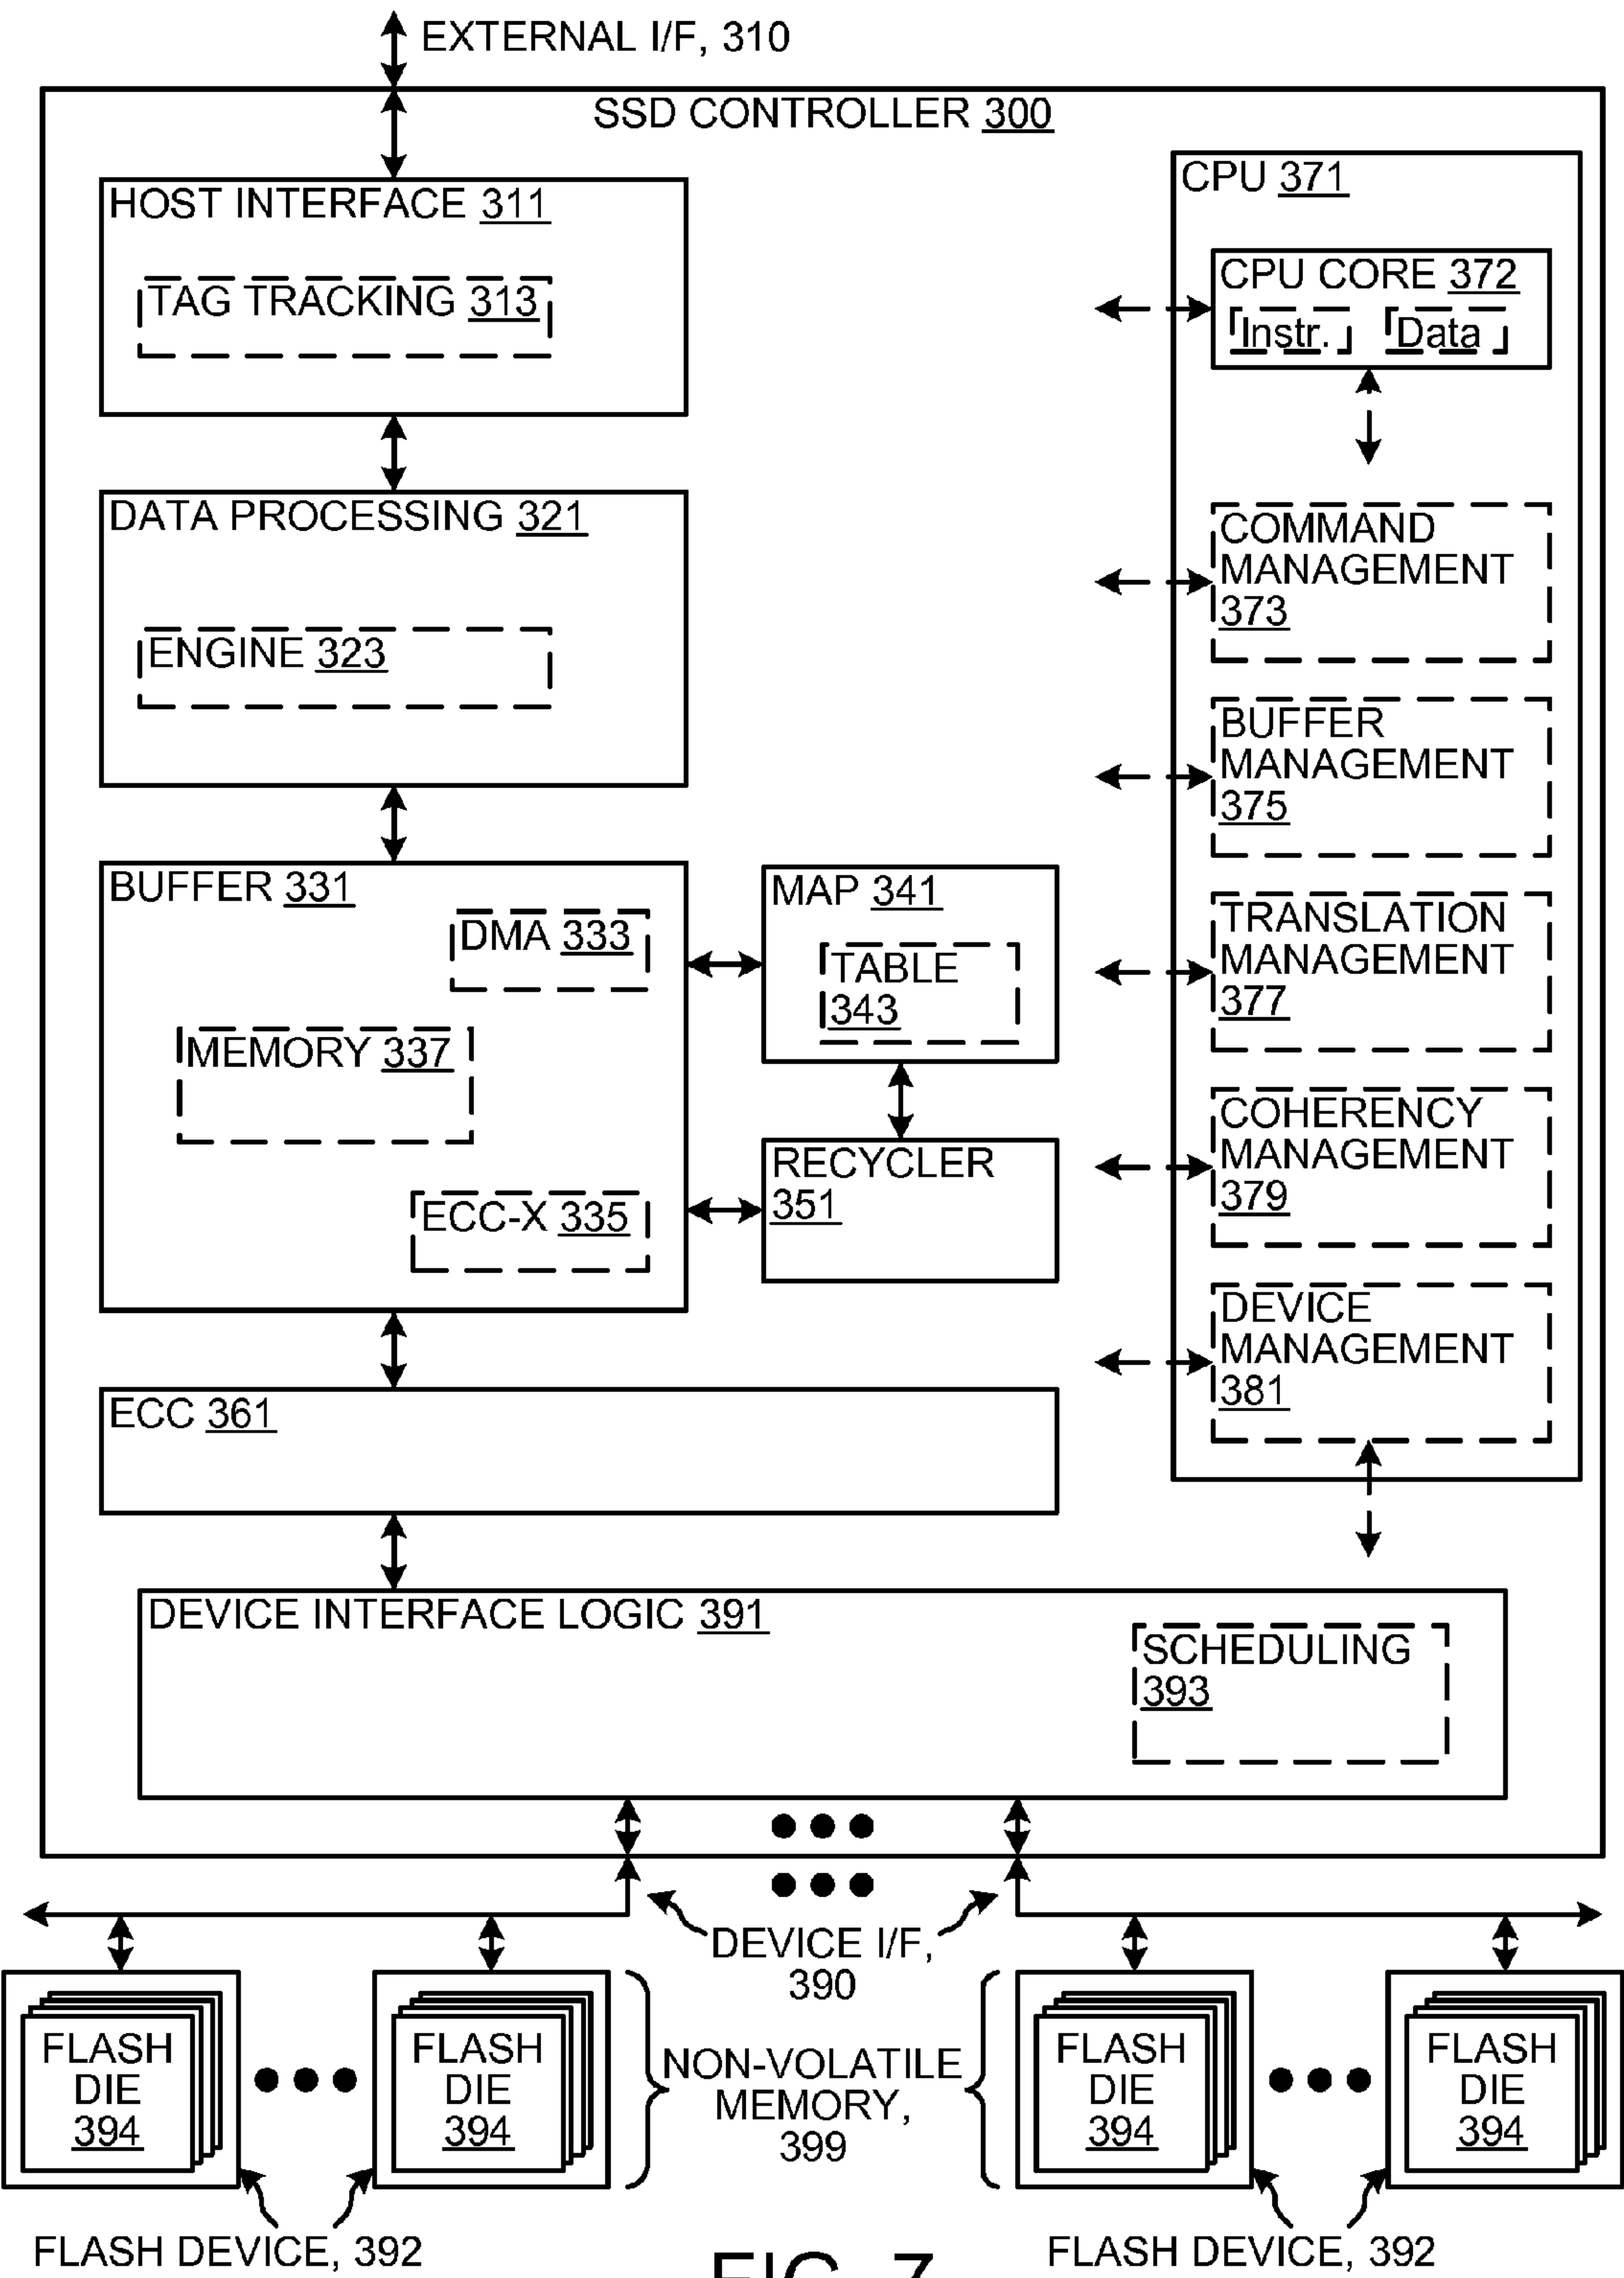 EXTERNAL I/F, 310
SSD CONTROLLER 300
HOST INTERFACE 311
TAG TRACKING 313
DATA PROCESSING 321
ENGINE 323
BUFFER 331
DMA 333
MEMORY 337
ECC-X 335
MAP 341
TABLE
343
RECYCLER
351
ECC 361
CPU 371
CPU CORE 372
Instr. Data
COMMAND
MANAGEMENT
373
BUFFER
MANAGEMENT
375
TRANSLATION
MANAGEMENT
377
COHERENCY
MANAGEMENT
379
DEVICE
MANAGEMENT
381
DEVICE INTERFACE LOGIC 391
SCHEDULING
393
DEVICE I/F,
390
FLASH
DIE
394
FLASH
DIE
394
NON-VOLATILE
MEMORY,
399
FLASH
DIE
394
FLASH
DIE
394
FLASH DEVICE, 392
FLASH DEVICE, 392
FIG. 7